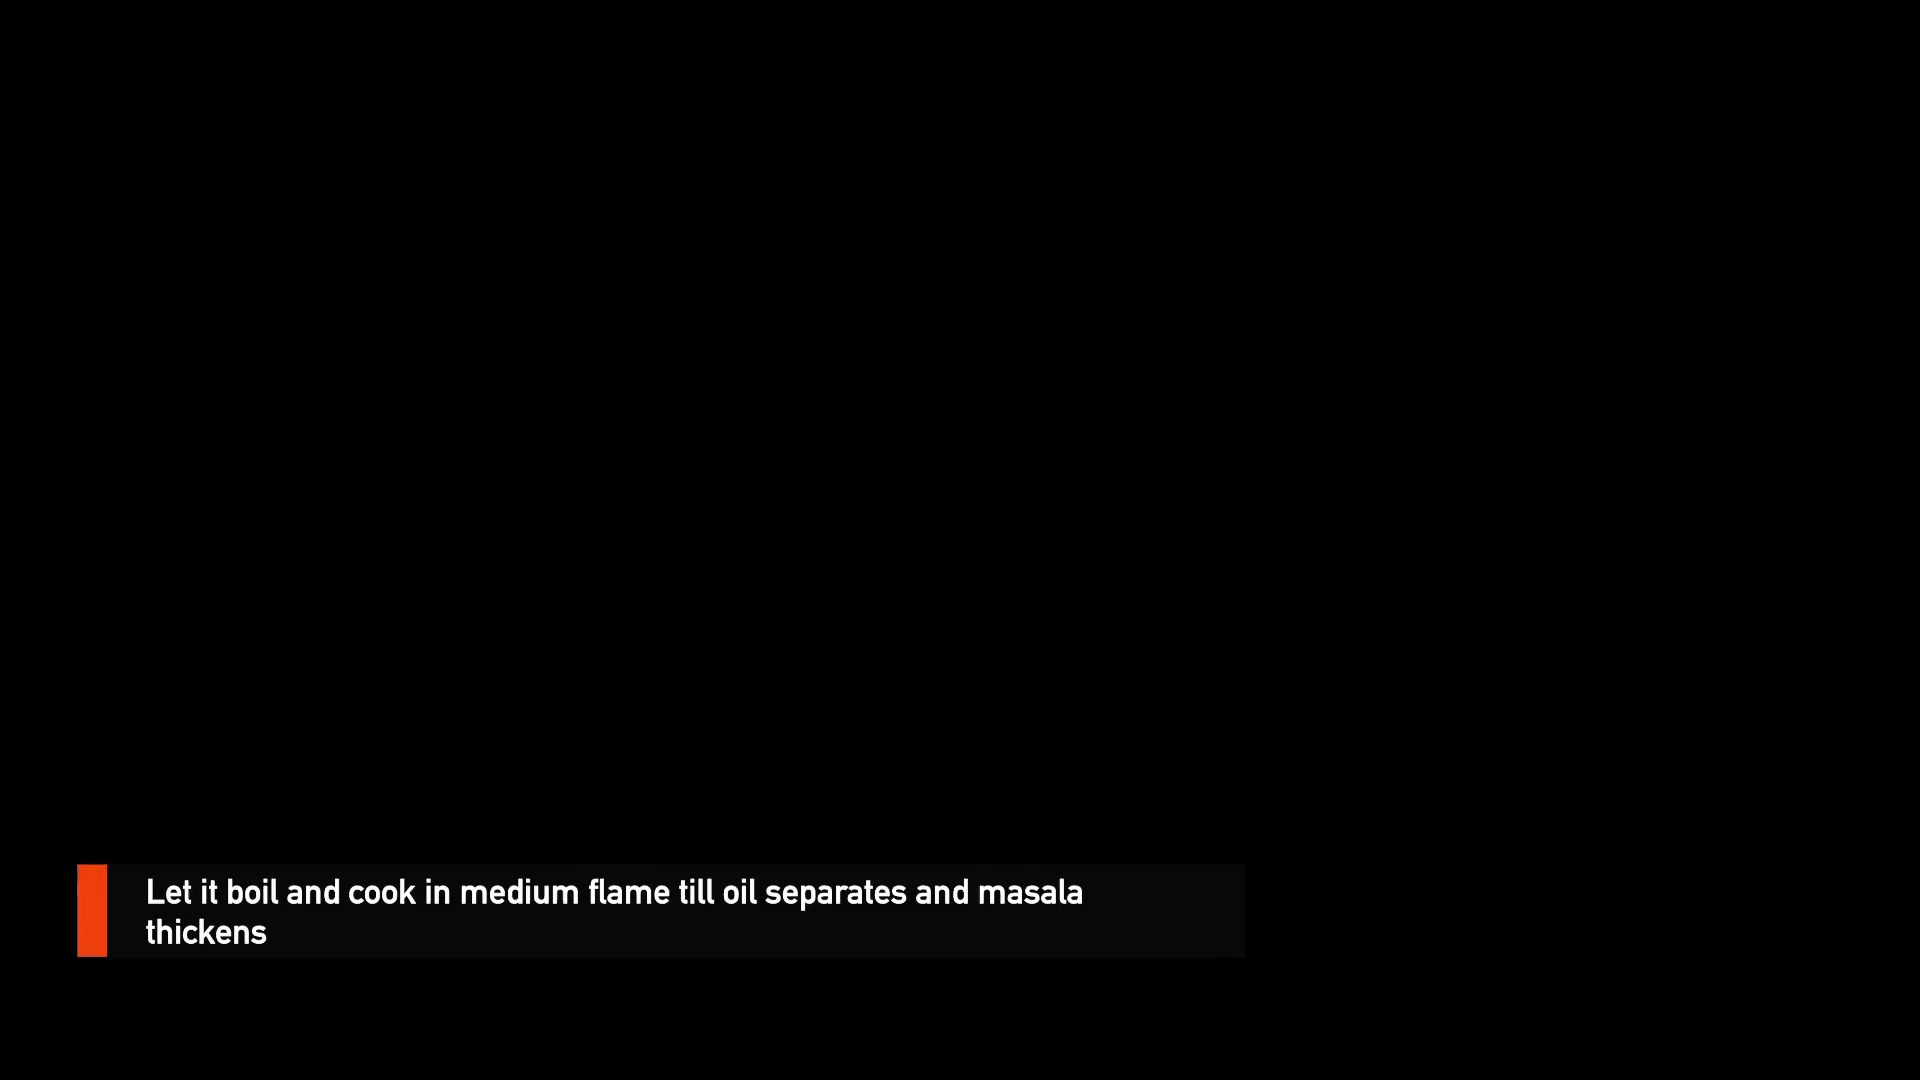 Let it boil and cook in medium flame till oil separates and masala
thickens